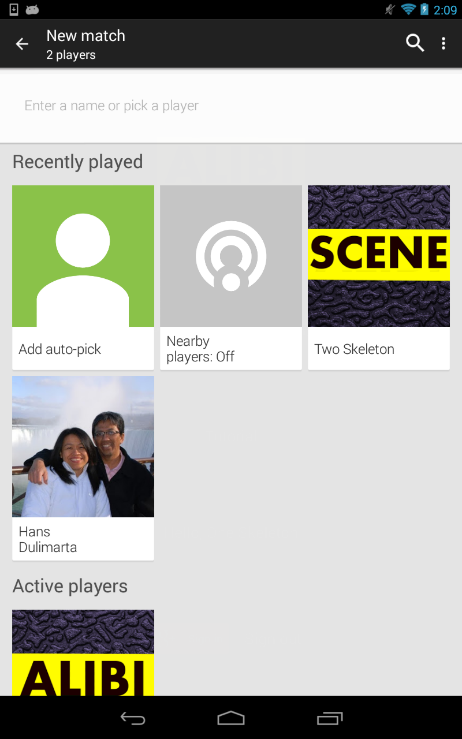 2:09
New match
2 players
Enter a name or pick a player
Recently played
SCENE
Add auto-pick
Nearby
players: Off
Two Skeleton
Hans
Dulimarta
Active players
ALIBI